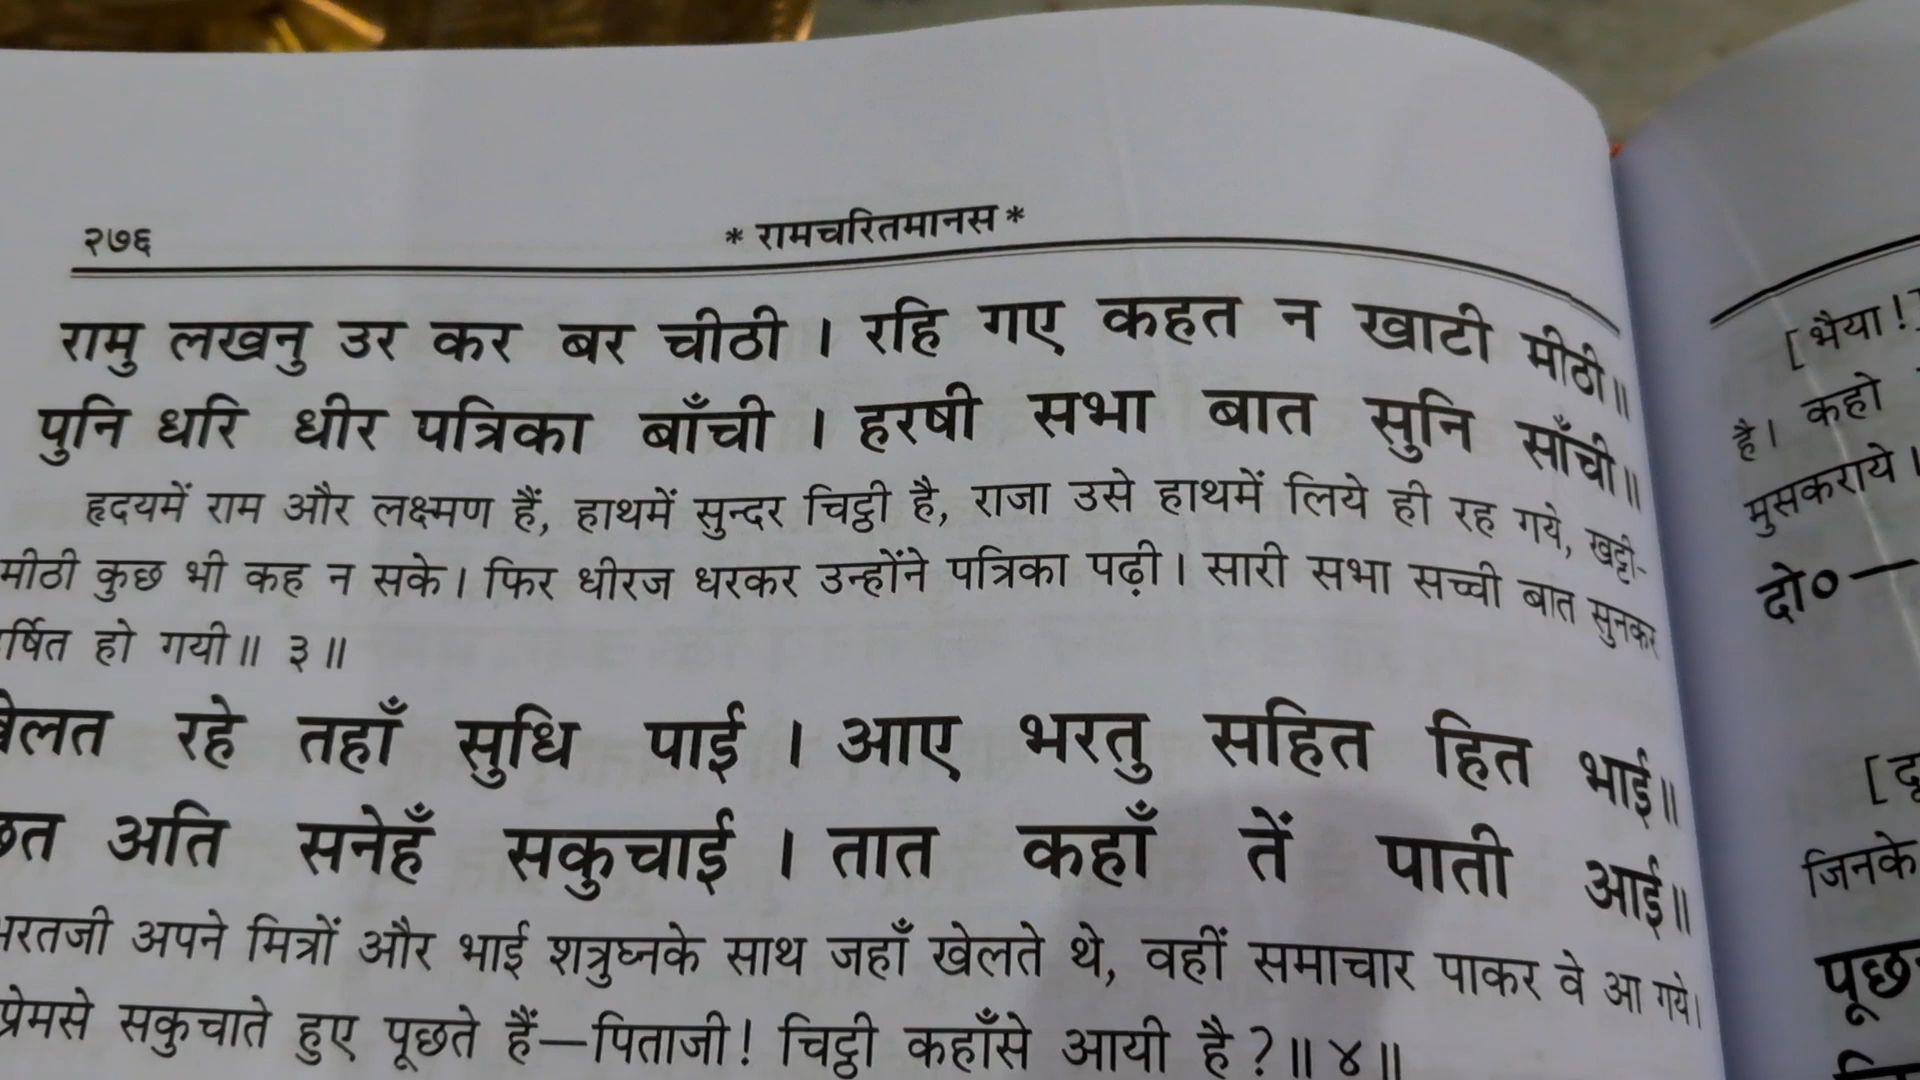 २७६ * रामचरितमानस *
रामु लखनु उर कर बर चीठी । रहि गए कहत न खाटी मीठी ॥
पुनि धरि धीर पत्रिका बाँची । हरषी सभा बात सुनि साँची ॥
हृदयमें राम और लक्ष्मण हैं, हाथमें सुन्दर चिट्ठी है, राजा उसे हाथमें लिये ही रह गये, खट्टी-
मीठी कुछ भी कह न सके। फिर धीरज धरकर उन्होंने पत्रिका पढ़ी। सारी सभा सच्ची बात सुनकर
र्षित हो गयी॥ ३॥
रहे तहाँ सुधि पाई । आए भरतु सहित हित भाई॥
अति सनेहँ सकुचाई । तात कहाँ तें पाती आई॥
अपने मित्रों और भाई शत्रुघ्नके साथ जहाँ खेलते थे, वहीं समाचार पाकर वे आ गये।
प्रेमसे सकुचाते हुए पूछते हैं—पिताजी! चिट्ठी कहाँसे आयी है?॥ ४॥
[भैया!
है। कहो
मुसकराये।
दो०—
जिनके